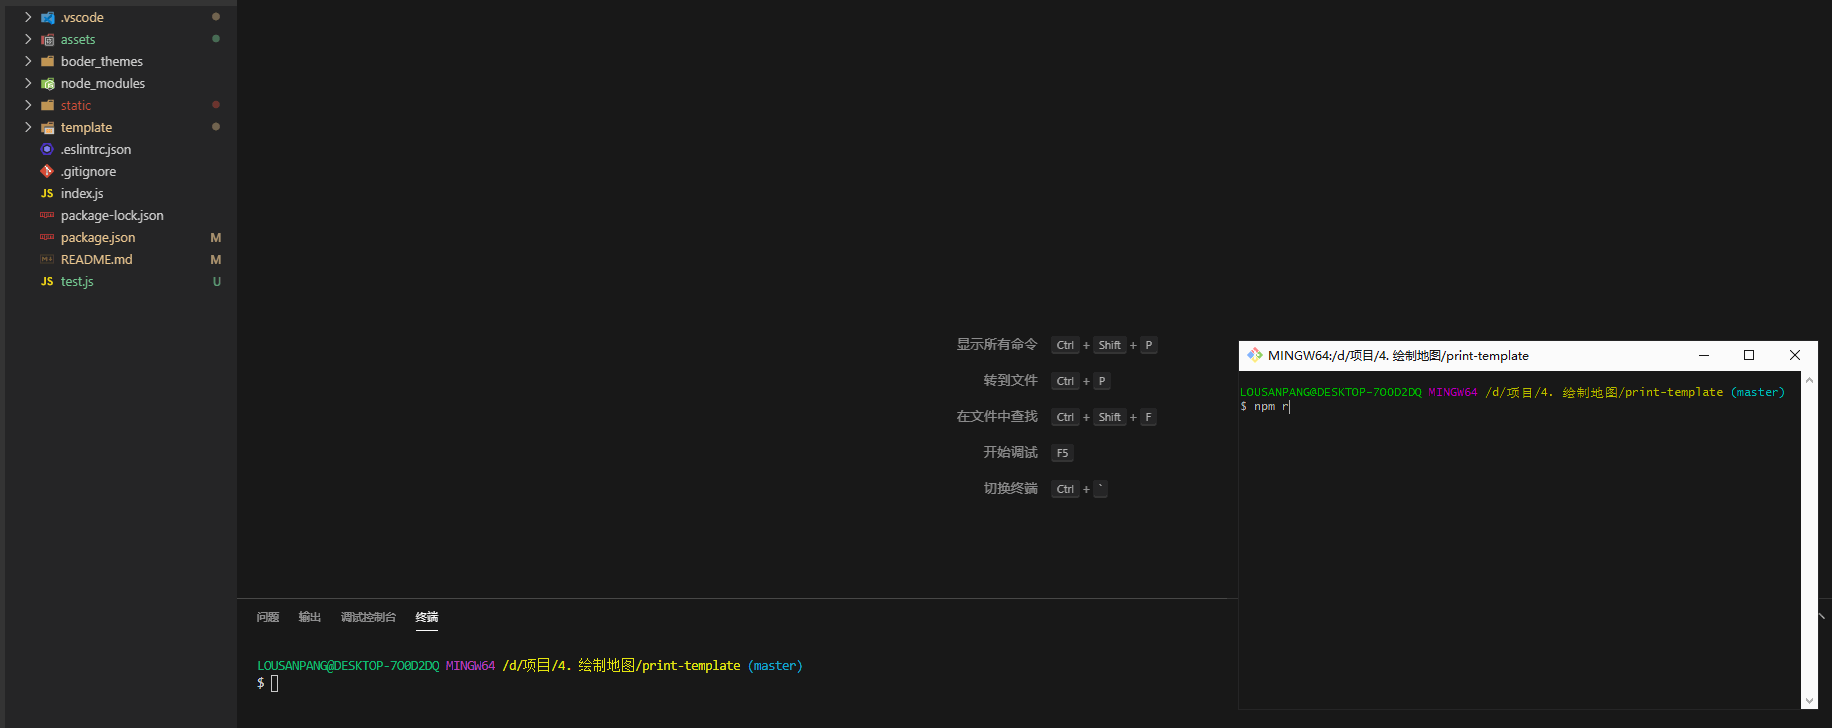 .vscode
assets
boder_themes
node_modules
static
template
.eslintrc.json
.gitignore
JS index.js
package-lock.json
package.json M
README.md M
JS test.js U
显示所有命令 Ctrl + Shift + P
转到文件 Ctrl + P
在文件中查找 Ctrl + Shift + F
开始调试 F5
切换终端 Ctrl + `
问题 输出 调试控制台 终端
LOUSANPANG@DESKTOP-7O0D2DQ MINGW64 /d/项目/4. 绘制地图/print-template (master)
$
MINGW64:/d/项目/4. 绘制地图/print-template
LOUSANPANG@DESKTOP-7O0D2DQ MINGW64 /d/项目/4. 绘制地图/print-template (master)
$ npm r